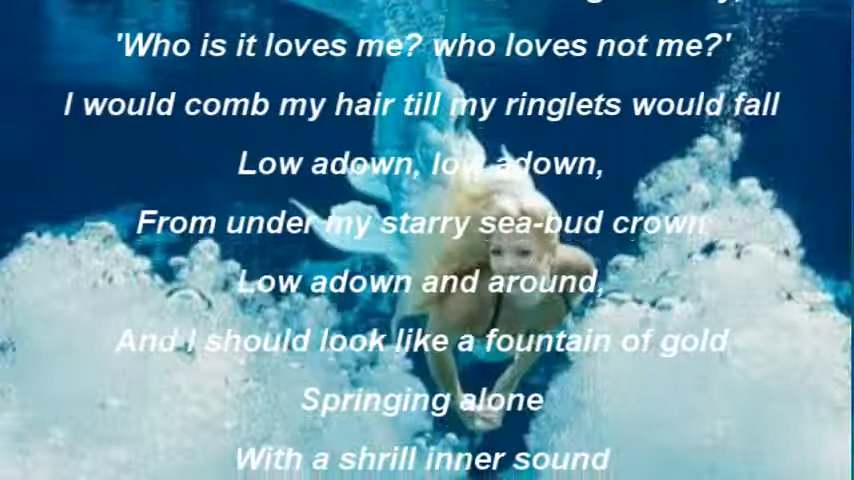 'Who is it loves me? who loves not me?'
I would comb my hair till my ringlets would fall
Low adown, low adown,
From under my starry sea-bud crown
Low adown and around,
And I should look like a fountain of gold
Springing alone
With a shrill inner sound